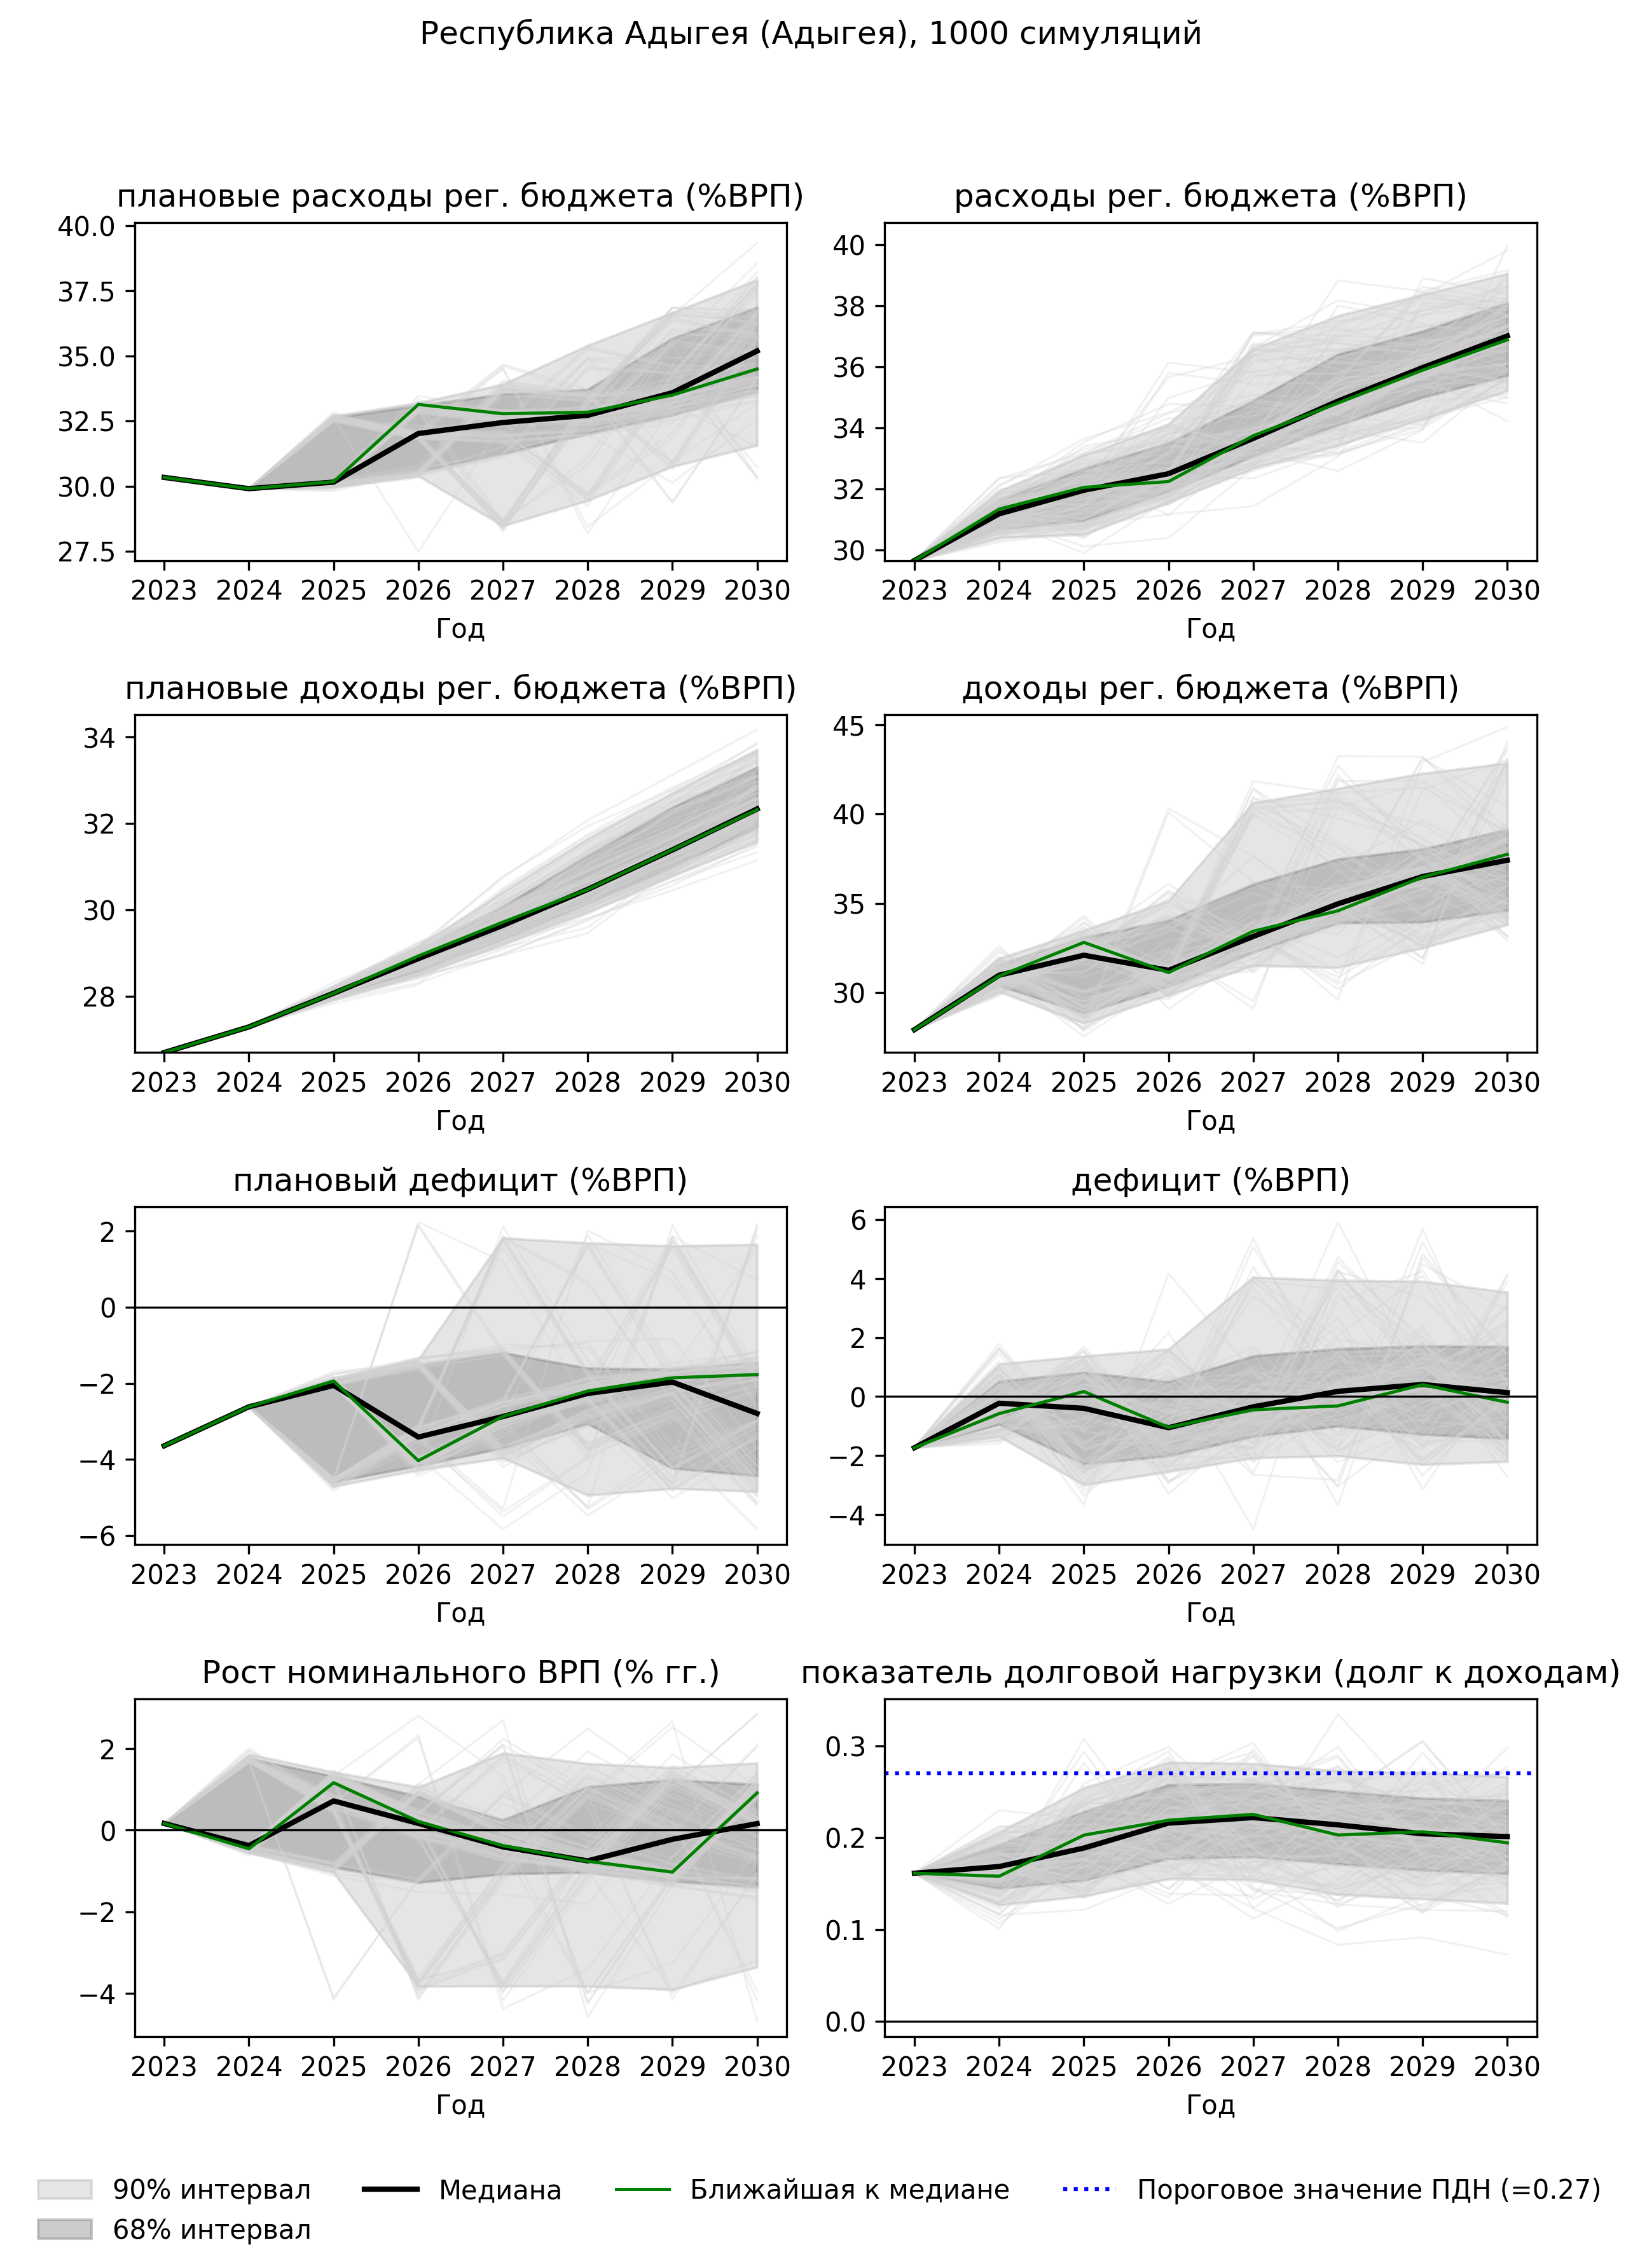 Республика Адыгея (Адыгея), 1000 симуляций
плановые расходы рег. бюджета (%ВРП)
40.0
37.5
35.0
32.5
30.0
27.5
2023 2024 2025 2026 2027 2028 2029 2030
Год
расходы рег. бюджета (%ВРП)
40
38
36
34
32
30
2023 2024 2025 2026 2027 2028 2029 2030
Год
плановые доходы рег. бюджета (%ВРП)
34
32
30
28
2023 2024 2025 2026 2027 2028 2029 2030
Год
доходы рег. бюджета (%ВРП)
45
40
35
30
2023 2024 2025 2026 2027 2028 2029 2030
Год
плановый дефицит (%ВРП)
2
0
−2
−4
−6
2023 2024 2025 2026 2027 2028 2029 2030
Год
дефицит (%ВРП)
6
4
2
0
−2
−4
2023 2024 2025 2026 2027 2028 2029 2030
Год
Рост номинального ВРП (% гг.)
2
0
−2
−4
2023 2024 2025 2026 2027 2028 2029 2030
Год
показатель долговой нагрузки (долг к доходам)
0.3
0.2
0.1
0.0
2023 2024 2025 2026 2027 2028 2029 2030
Год
90% интервал
68% интервал
Медиана
Ближайшая к медиане
Пороговое значение ПДН (=0.27)